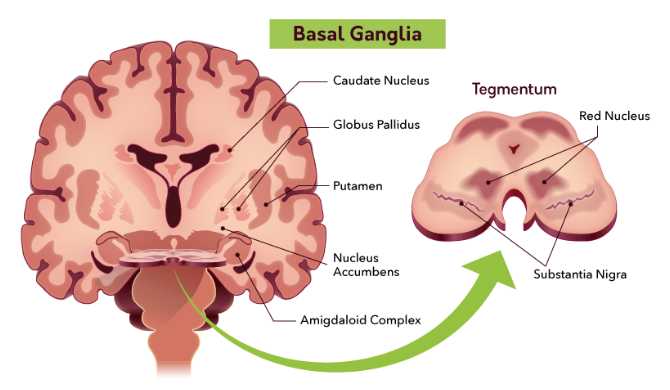 Basal Ganglia
Caudate Nucleus
Globus Pallidus
Putamen
Nucleus
Accumbens
Amigdaloid Complex
Tegmentum
Red Nucleus
Substantia Nigra